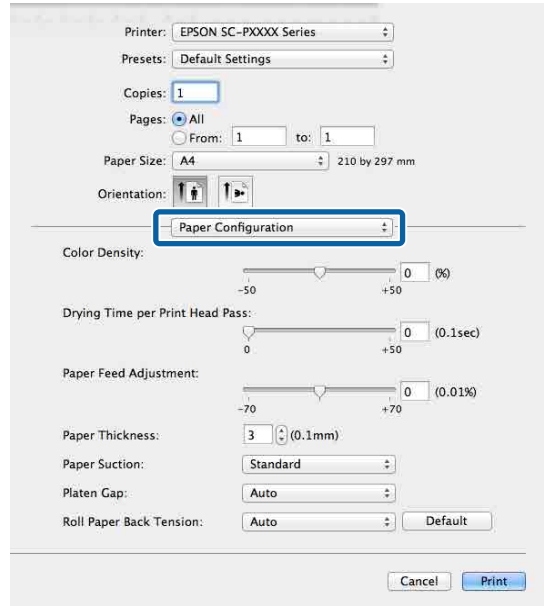 Printer: EPSON SC-PXXXX Series
Presets: Default Settings
Copies: 1
Pages: All
From: 1 to: 1
Paper Size: A4 210 by 297 mm
Orientation:
Paper Configuration
Color Density:
0 (%)
-50 +50
Drying Time per Print Head Pass:
0 (0.1sec)
0 +50
Paper Feed Adjustment:
0 (0.01%)
-70 +70
Paper Thickness: 3 (0.1mm)
Paper Suction: Standard
Platen Gap: Auto
Roll Paper Back Tension: Auto Default
Cancel Print